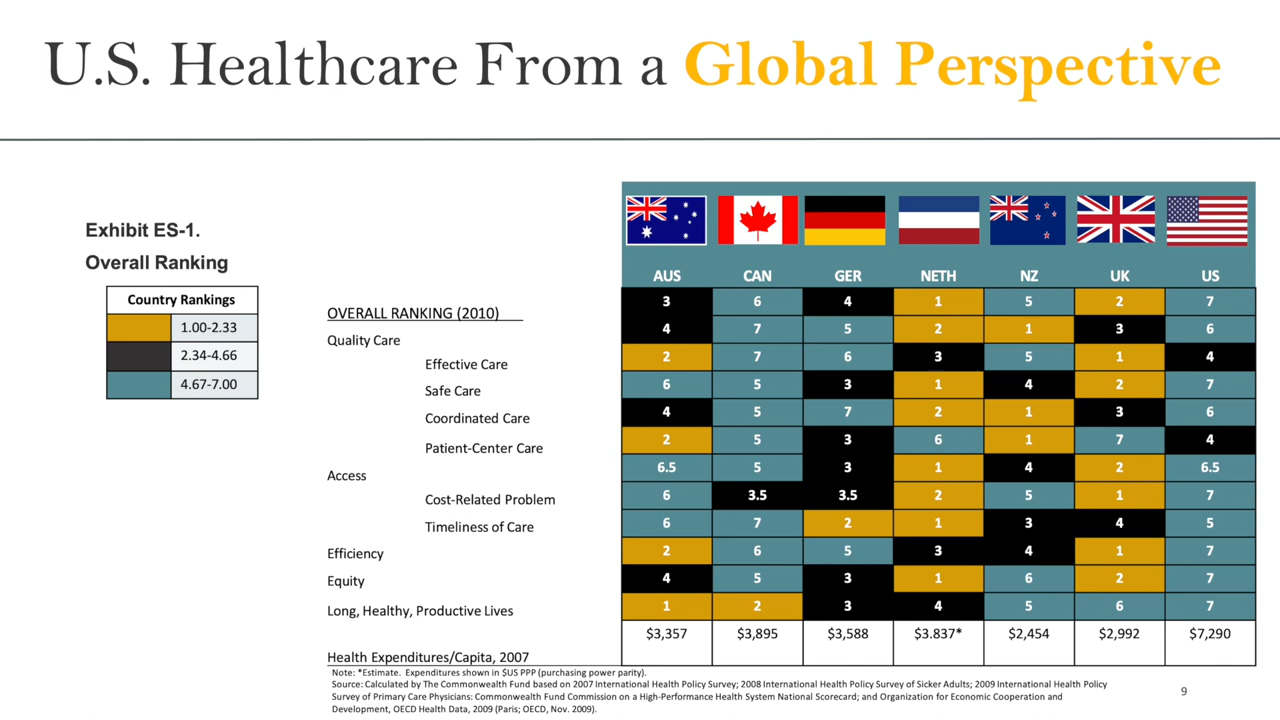 U.S. Healthcare From a Global Perspective
Exhibit ES-1.
Overall Ranking
Country Rankings
1.00-2.33
2.34-4.66
4.67-7.00
AUS CAN GER NETH NZ UK US
OVERALL RANKING (2010) 3 6 4 1 5 2 7
Quality Care 4 7 5 2 1 3 6
Effective Care 2 7 6 3 5 1 4
Safe Care 6 5 3 1 4 2 7
Coordinated Care 4 5 7 2 1 3 6
Patient-Center Care 2 5 3 6 1 7 4
Access 6.5 5 3 1 4 2 6.5
Cost-Related Problem 6 3.5 3.5 2 5 1 7
Timeliness of Care 6 7 2 1 3 4 5
Efficiency 2 6 5 3 4 1 7
Equity 4 5 3 1 6 2 7
Long, Healthy, Productive Lives 1 2 3 4 5 6 7
Health Expenditures/Capita, 2007 $3,357 $3,895 $3,588 $3.837* $2,454 $2,992 $7,290
Note: *Estimate. Expenditures shown in $US PPP (purchasing power parity).
Source: Calculated by The Commonwealth Fund based on 2007 International Health Policy Survey; 2008 International Health Policy Survey of Sicker Adults; 2009 International Health Policy
Survey of Primary Care Physicians: Commonwealth Fund Commission on a High-Performance Health System National Scorecard; and Organization for Economic Cooperation and
Development, OECD Health Data, 2009 (Paris; OECD, Nov. 2009).
9